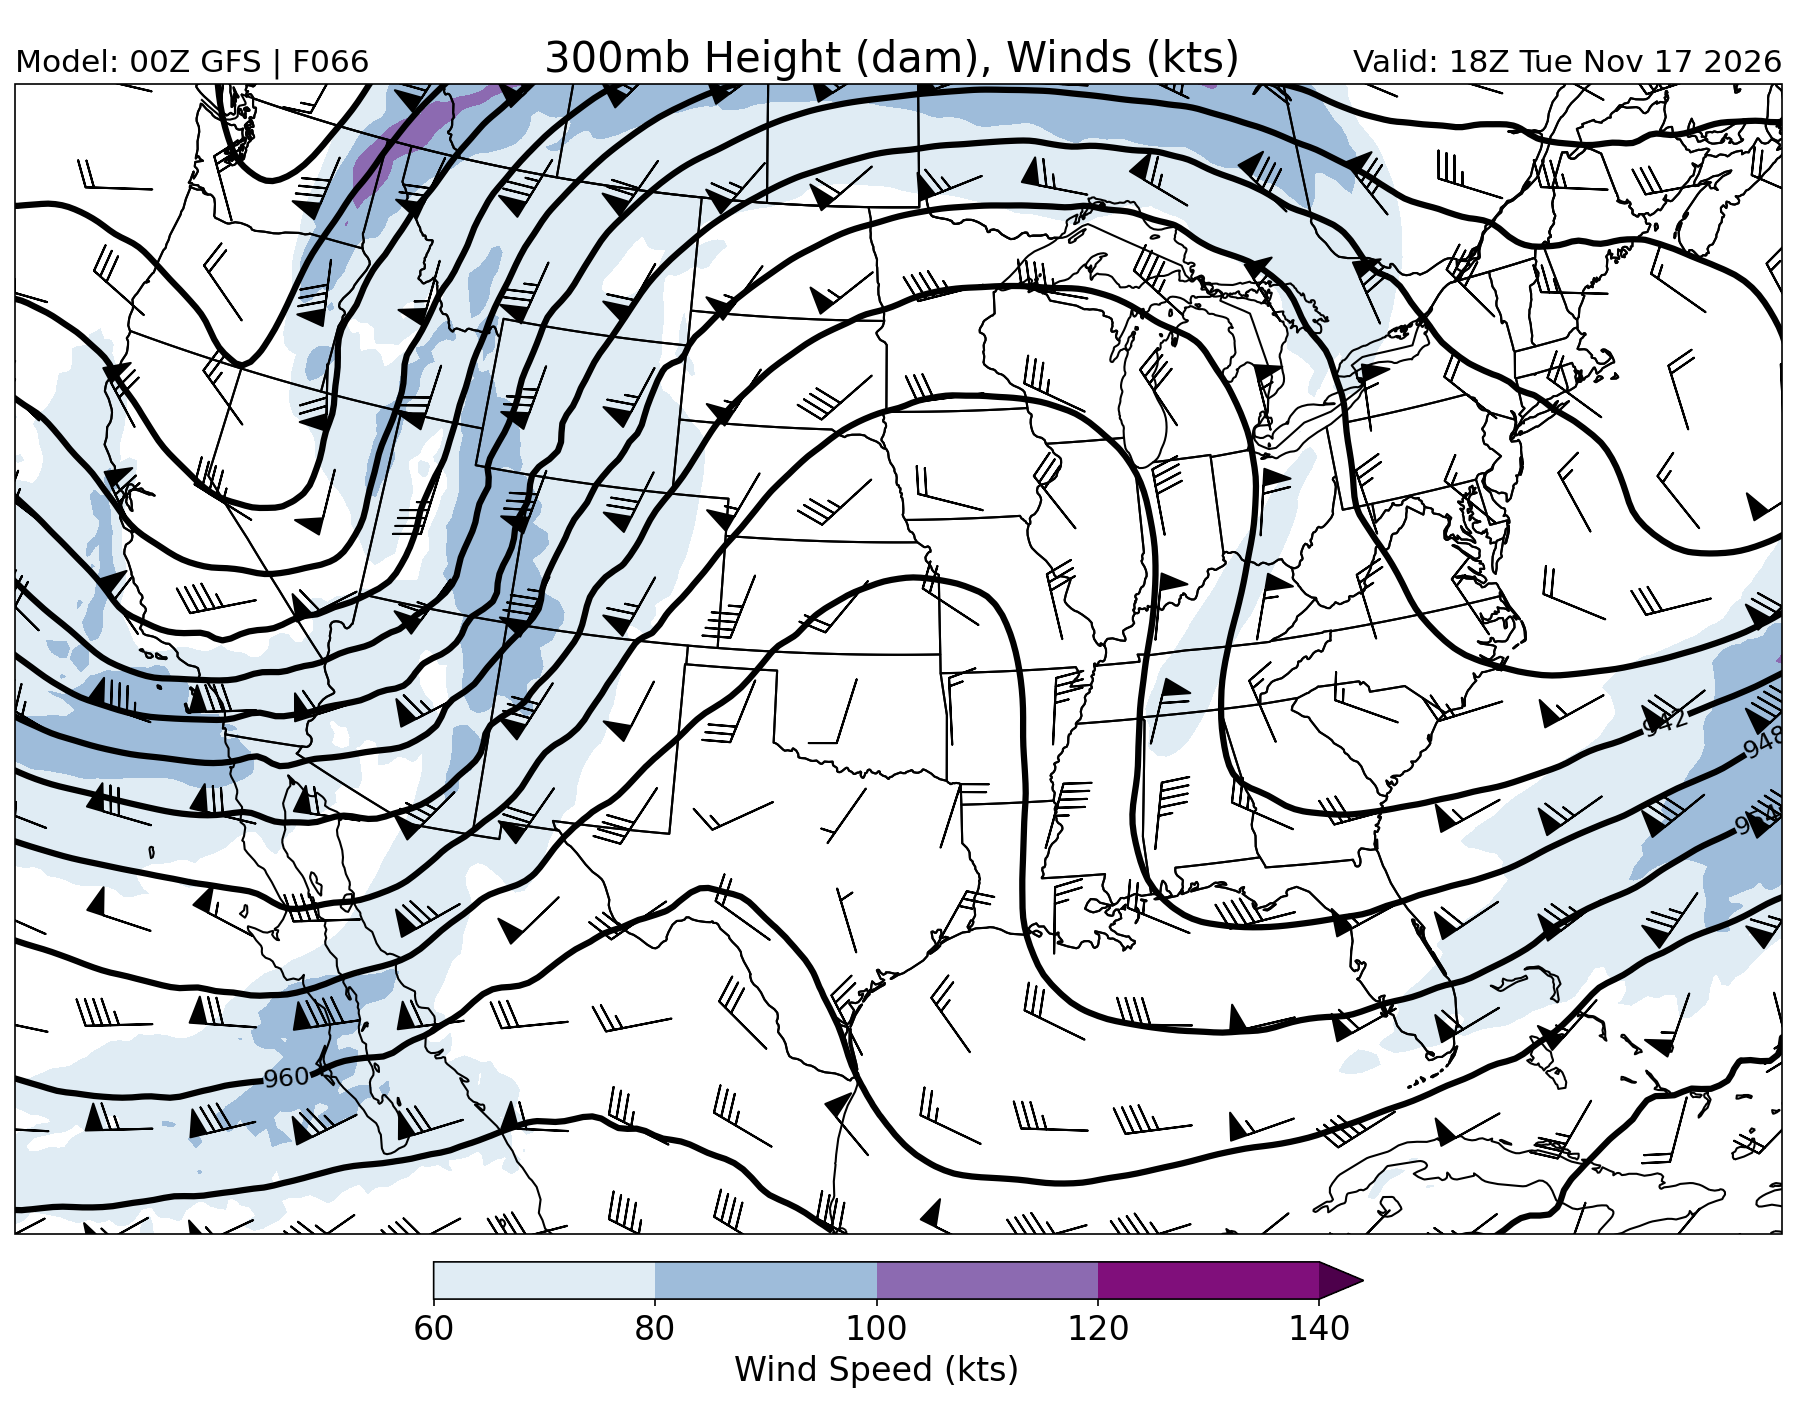 Model: 00Z GFS | F066
300mb Height (dam), Winds (kts)
Valid: 18Z Tue Nov 17 2026
942
948
954
960
60 80 100 120 140
Wind Speed (kts)